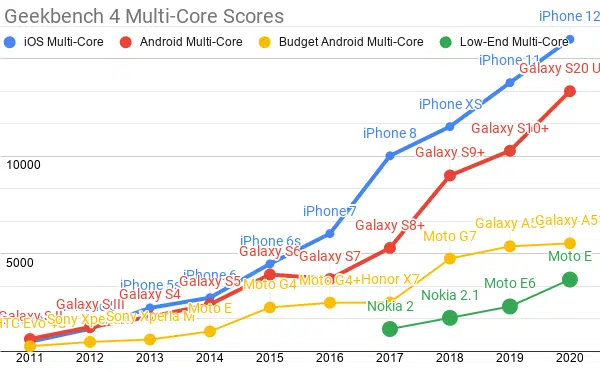 Geekbench 4 Multi-Core Scores
iPhone 12
iOS Multi-Core
Android Multi-Core
Budget Android Multi-Core
Low-End Multi-Core
iPhone 11
Galaxy S20 U
iPhone XS
iPhone 8
Galaxy S10+
10000
Galaxy S9+
iPhone 7
Galaxy S8+
Galaxy A5
iPhone 6s
Moto G7
Galaxy S6
Galaxy S7
5000
Moto E
iPhone 6
iPhone 5s
Galaxy S5
Moto G4
Moto G4+
Honor X7
Moto E6
Galaxy S4
Nokia 2.1
Galaxy SIII
Moto E
Nokia 2
Galaxy SII
HTC Evo
Sony Xperia M
2011 2012 2013 2014 2015 2016 2017 2018 2019 2020